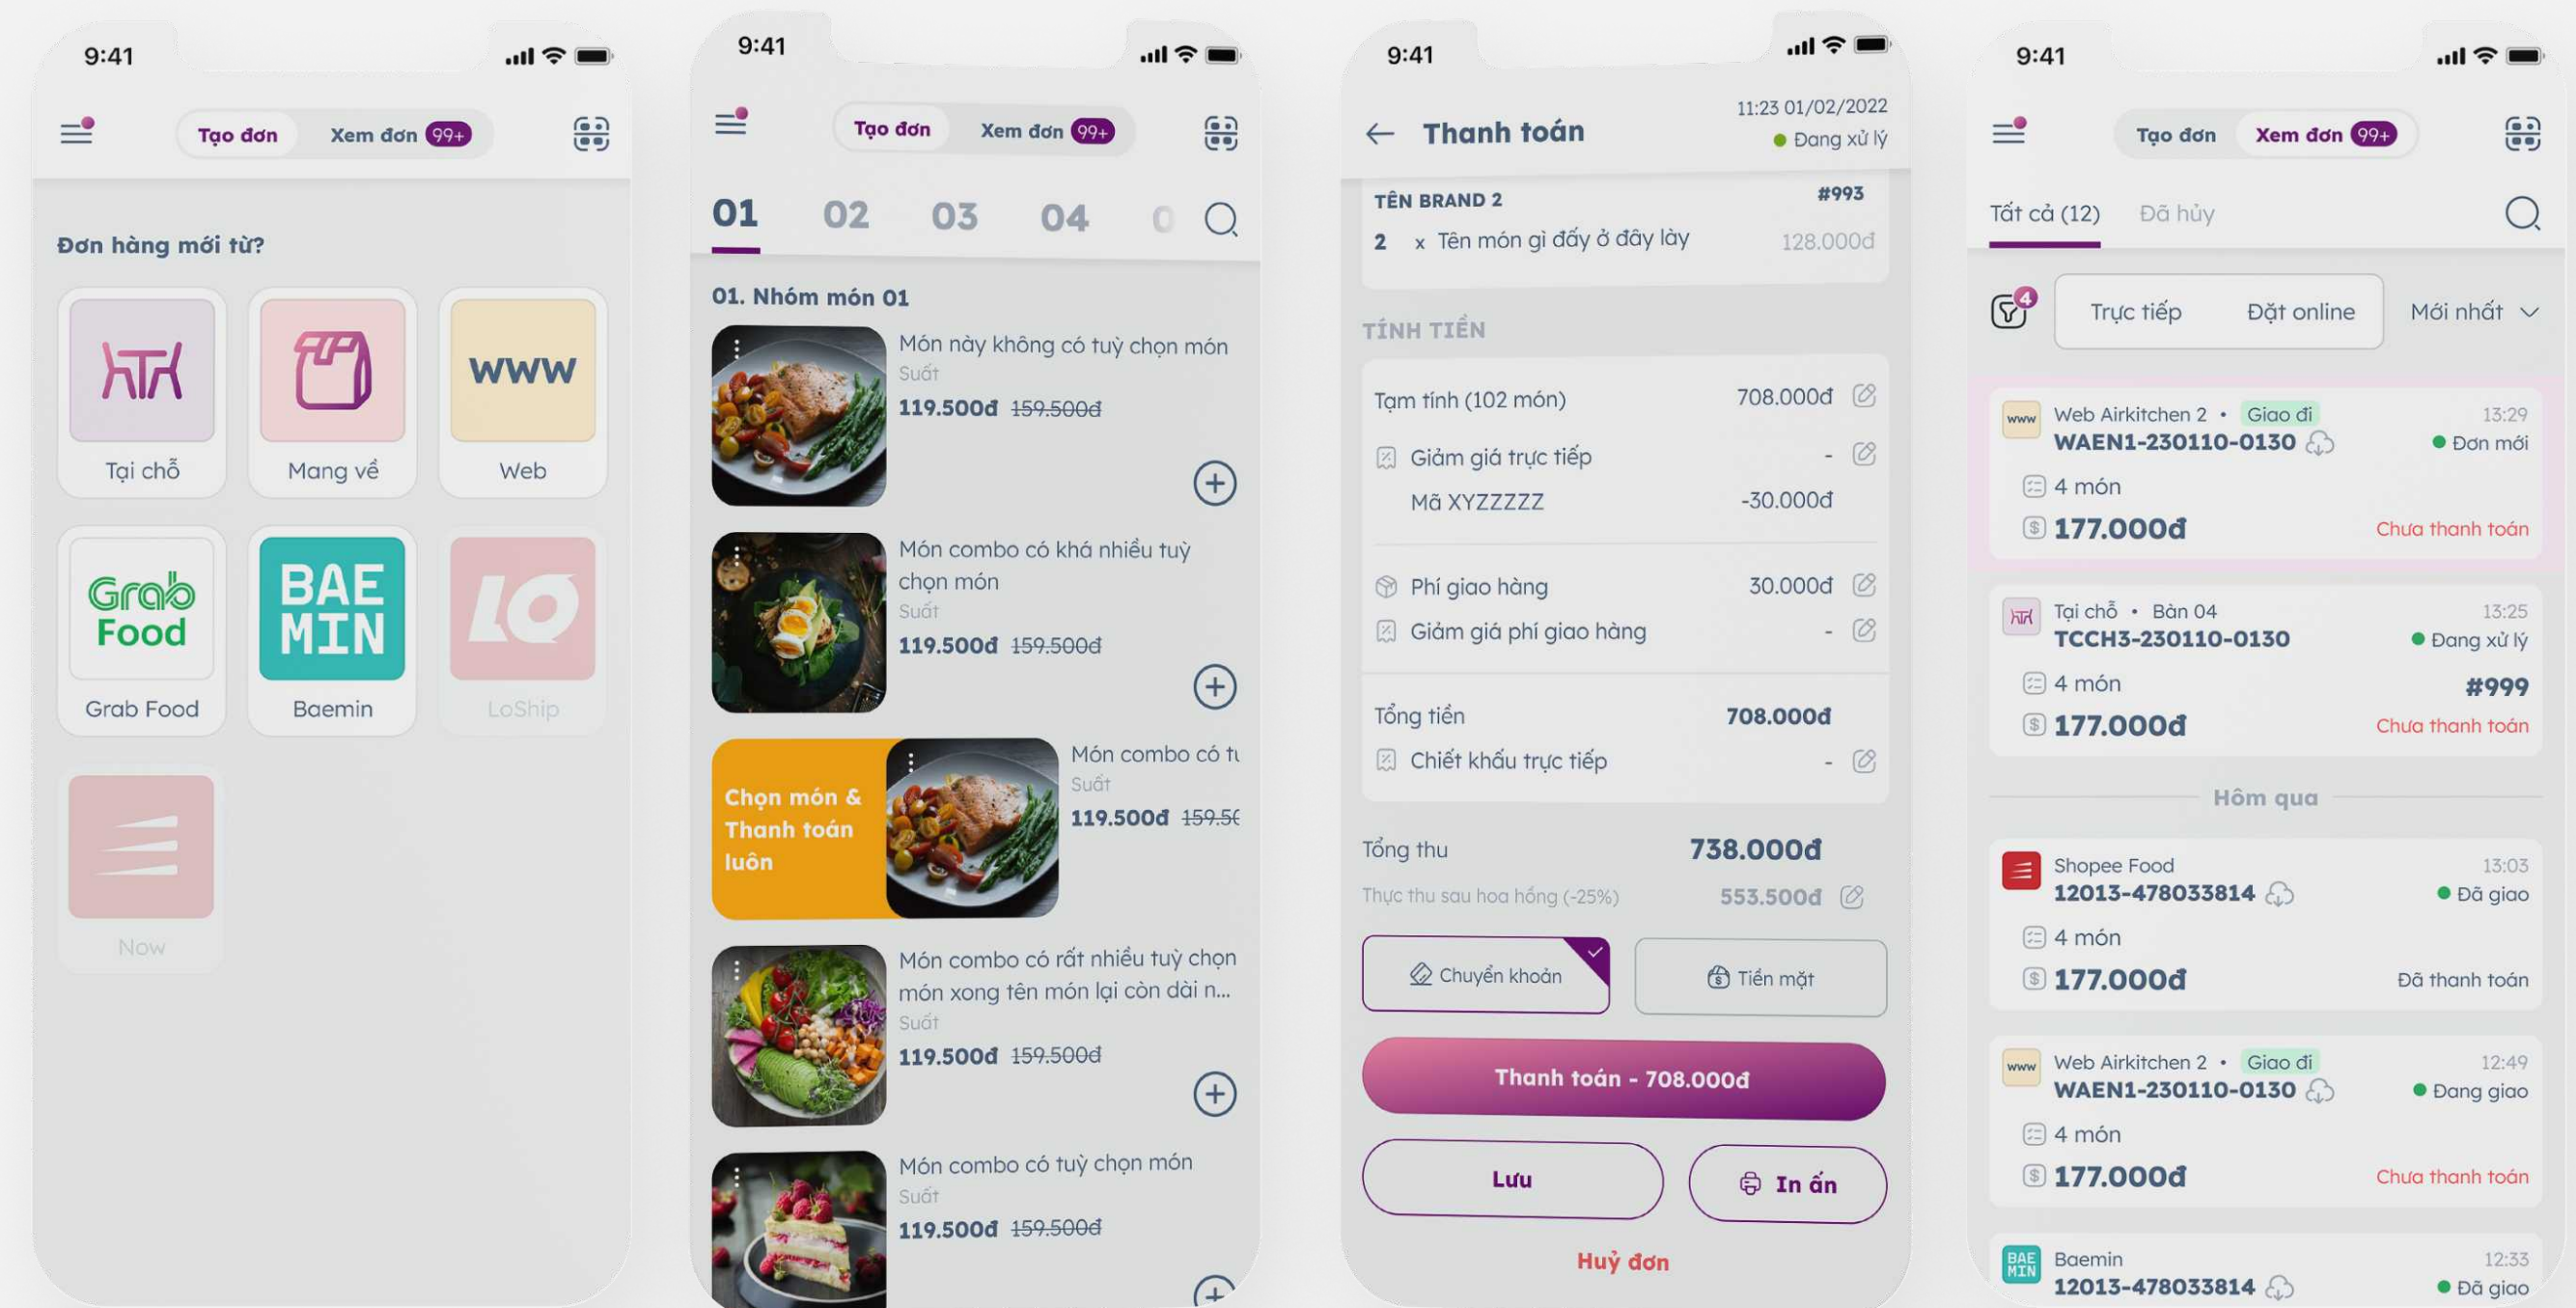 9:41
Tạo đơn
Xem đơn 99+
Đơn hàng mới từ?
Tại chỗ
Mang về
www
Web
Grab
Food
Grab Food
BAE
MIN
Baemin
LO
LoShip
Now
9:41
Tạo đơn
Xem đơn 99+
01 02 03 04 0
01. Nhóm món 01
Món này không có tuỳ chọn món
Suất
119.500đ 159.500đ
Món combo có khá nhiều tuỳ
chọn món
Suất
119.500đ 159.500đ
Chọn món &
Thanh toán
luôn
Món combo có tu
Suất
119.500đ 159.50
Món combo có rất nhiều tuỳ chọn
món xong tên món lại còn dài n...
Suất
119.500đ 159.500đ
Món combo có tuỳ chọn món
Suất
119.500đ 159.500đ
9:41
Thanh toán
11:23 01/02/2022
Đang xử lý
TÊN BRAND 2 #993
2 x Tên món gì đấy ở đây lày 128.000đ
TÍNH TIỀN
Tạm tính (102 món) 708.000đ
Giảm giá trực tiếp -
Mã XYZZZZZ -30.000đ
Phí giao hàng 30.000đ
Giảm giá phí giao hàng -
Tổng tiền 708.000đ
Chiết khấu trực tiếp -
Tổng thu 738.000đ
Thực thu sau hoa hồng (-25%) 553.500đ
Chuyển khoản
Tiền mặt
Thanh toán - 708.000đ
Lưu
In ấn
Huỷ đơn
9:41
Tạo đơn
Xem đơn 99+
Tất cả (12) Đã hủy
4
Trực tiếp Đặt online Mới nhất
www
Web Airkitchen 2 • Giao đi 13:29
WAEN1-230110-0130 Đơn mới
4 món
177.000đ Chưa thanh toán
Tại chỗ • Bàn 04 13:25
TCCH3-230110-0130 Đang xử lý
4 món #999
177.000đ Chưa thanh toán
Hôm qua
Shopee Food 13:03
12013-478033814 Đã giao
4 món
177.000đ Đã thanh toán
www
Web Airkitchen 2 • Giao đi 12:49
WAEN1-230110-0130 Đang giao
4 món
177.000đ Chưa thanh toán
BAE
MIN
Baemin 12:33
12013-478033814 Đã giao